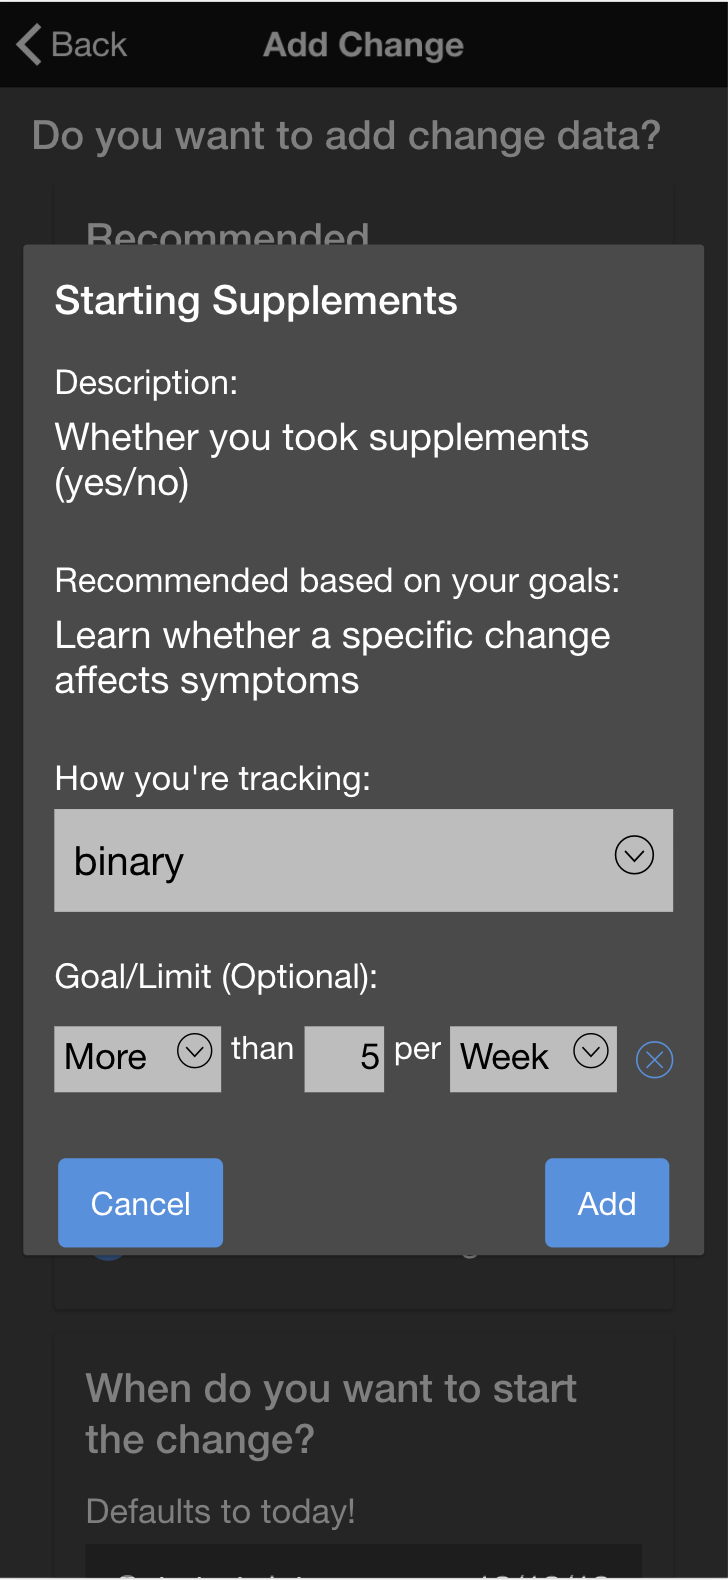 Back
Add Change
Do you want to add change data?
Recommended
Starting Supplements
Description:
Whether you took supplements
(yes/no)
Recommended based on your goals:
Learn whether a specific change
affects symptoms
How you're tracking:
binary
Goal/Limit (Optional):
More than 5 per Week
Cancel
Add
When do you want to start
the change?
Defaults to today!